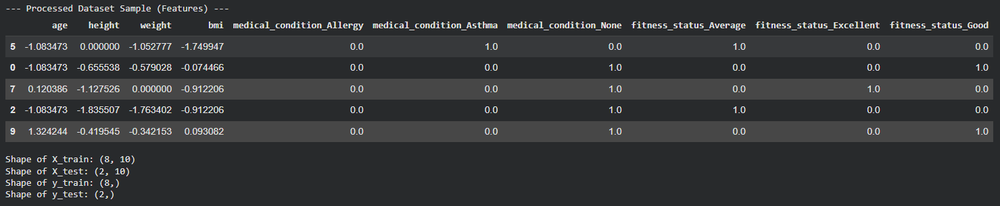 --- Processed Dataset Sample (Features) ---
age height weight bmi medical_condition_Allergy medical_condition_Asthma medical_condition_None fitness_status_Average fitness_status_Excellent fitness_status_Good
5 -1.083473 0.000000 -1.052777 -1.749947 0.0 1.0 0.0 1.0 0.0 0.0
0 -1.083473 -0.655538 -0.579028 -0.074466 0.0 0.0 1.0 0.0 0.0 1.0
7 0.120386 -1.127526 0.000000 -0.912206 0.0 0.0 1.0 0.0 1.0 0.0
2 -1.083473 -1.835507 -1.763402 -0.912206 0.0 0.0 1.0 1.0 0.0 0.0
9 1.324244 -0.419545 -0.342153 0.093082 0.0 0.0 1.0 0.0 0.0 1.0
Shape of X_train: (8, 10)
Shape of X_test: (2, 10)
Shape of y_train: (8,)
Shape of y_test: (2,)